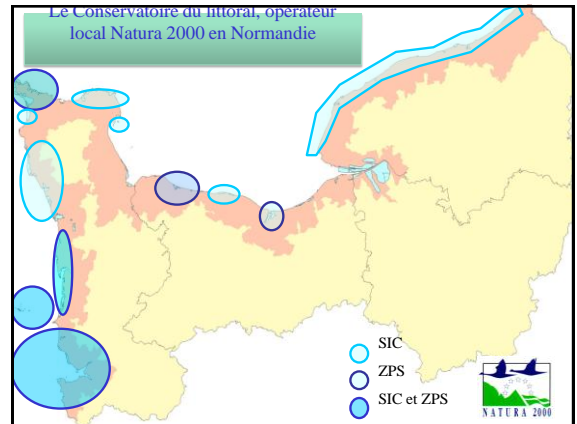 Le Conservatoire du littoral, opérateur
local Natura 2000 en Normandie
SIC
ZPS
SIC et ZPS
NATURA 2000